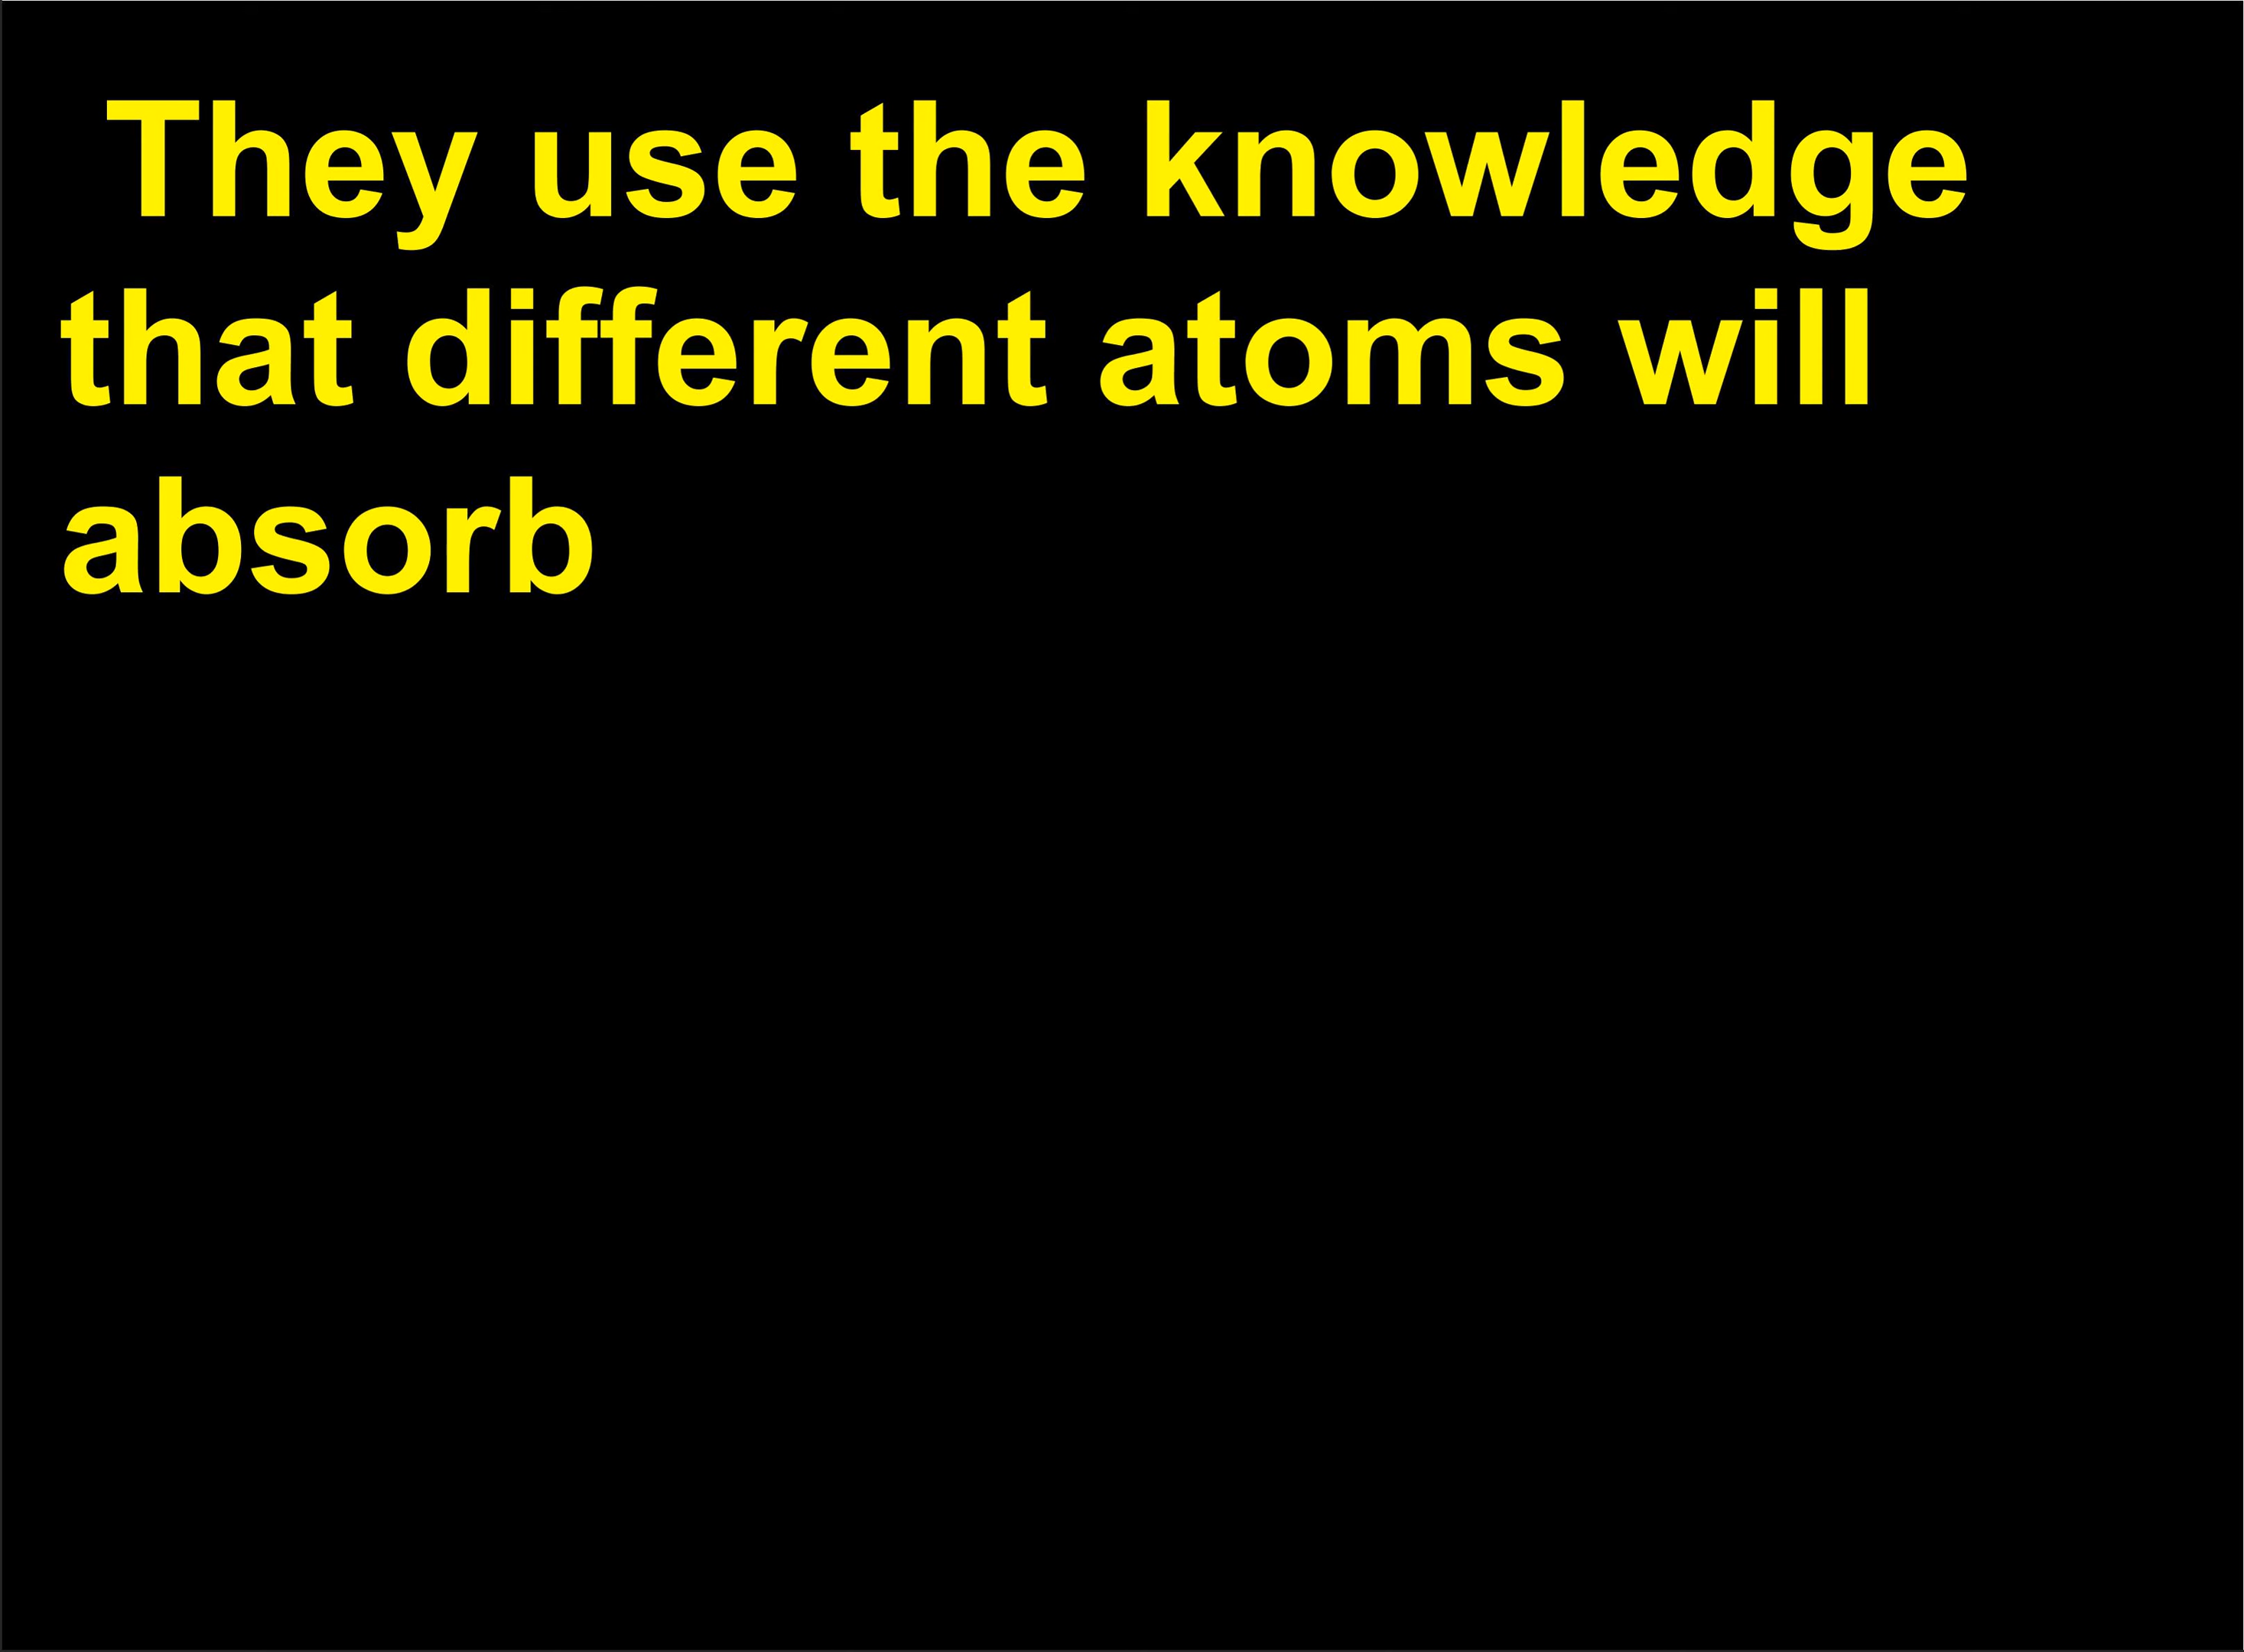 They use the knowledge
that different atoms will
absorb